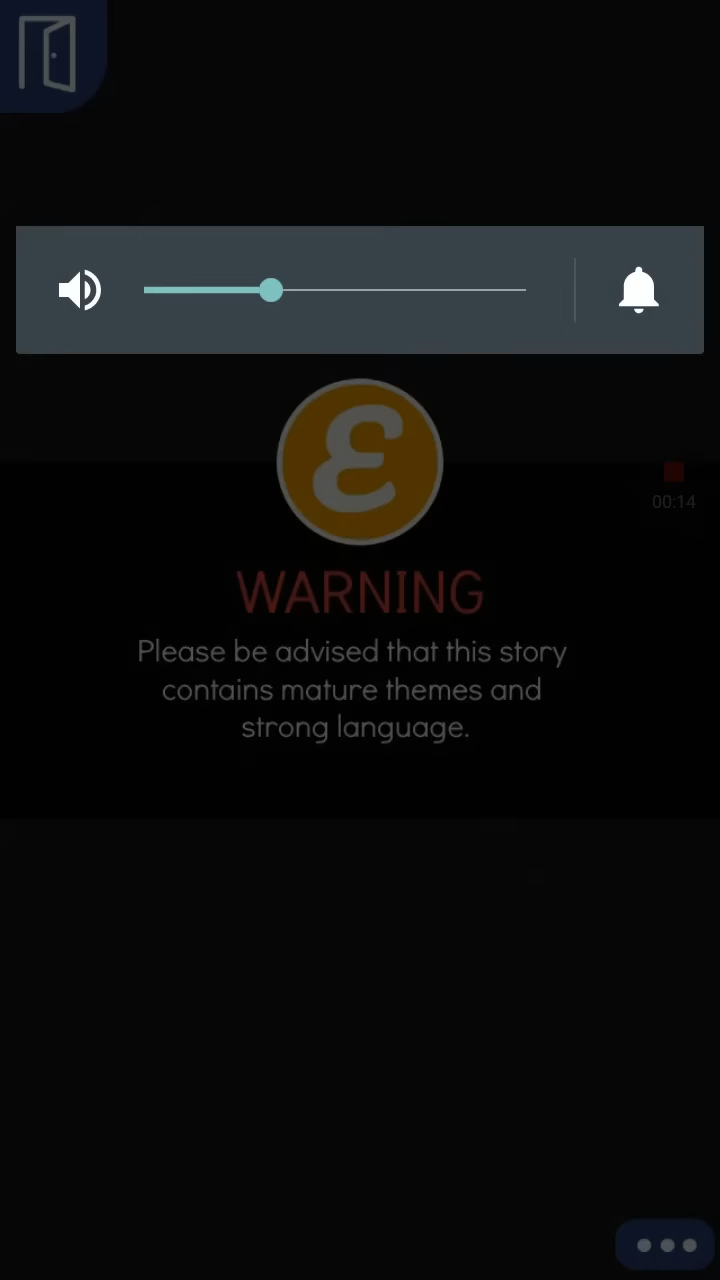 ε
00:14
WARNING
Please be advised that this story
contains mature themes and
strong language.